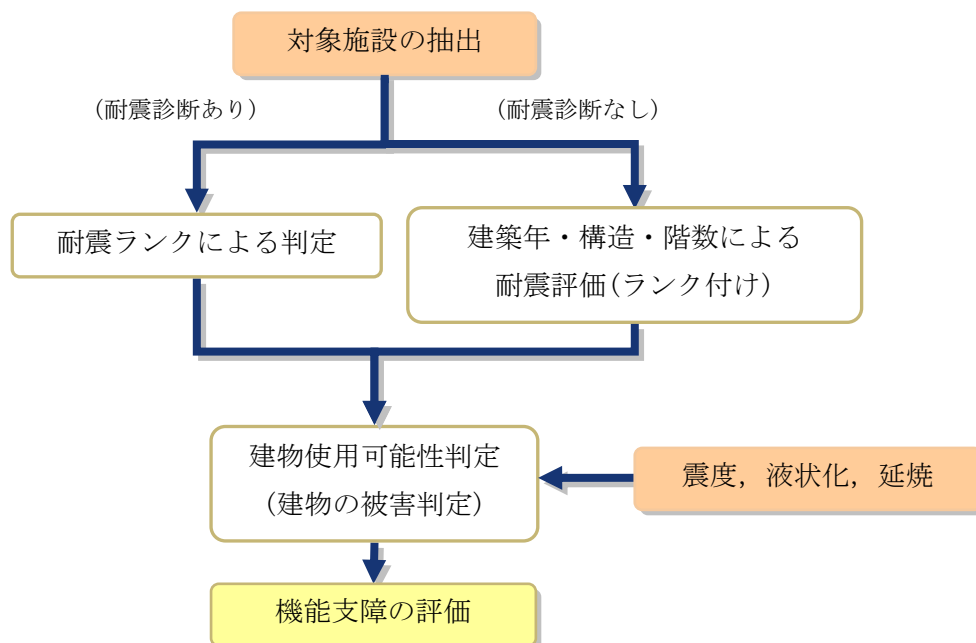 対象施設の抽出
(耐震診断あり)
(耐震診断なし)
耐震ランクによる判定
建築年・構造・階数による
耐震評価(ランク付け)
建物使用可能性判定
(建物の被害判定)
震度，液状化，延焼
機能支障の評価